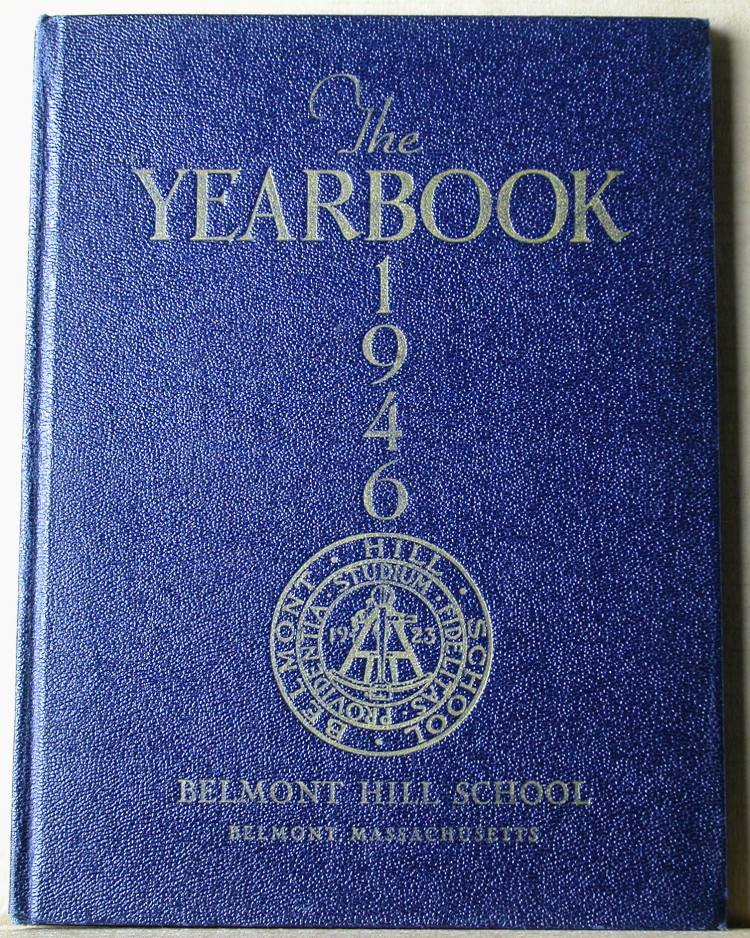 The
YEARBOOK
1
9
4
6
BELMONT · HILL · SCHOOL ·
PROVIDENTIA · STUDIUM · FIDELITAS ·
19 23
BELMONT HILL SCHOOL
BELMONT, MASSACHUSETTS